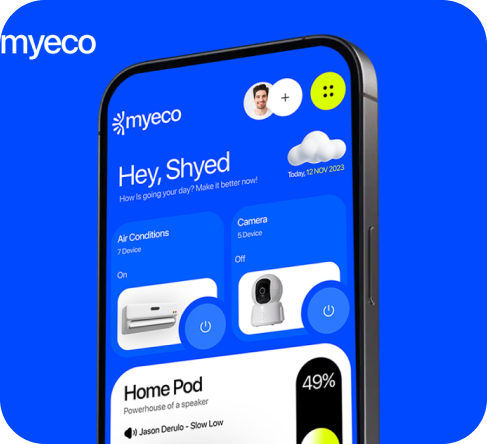 myeco
myeco
+
Hey, Shyed
How Is going your day? Make it better now!
Today, 12 NOV 2023
Air Conditions
7 Device
On
Camera
5 Device
Off
Home Pod
Powerhouse of a speaker
Jason Derulo - Slow Low
49%